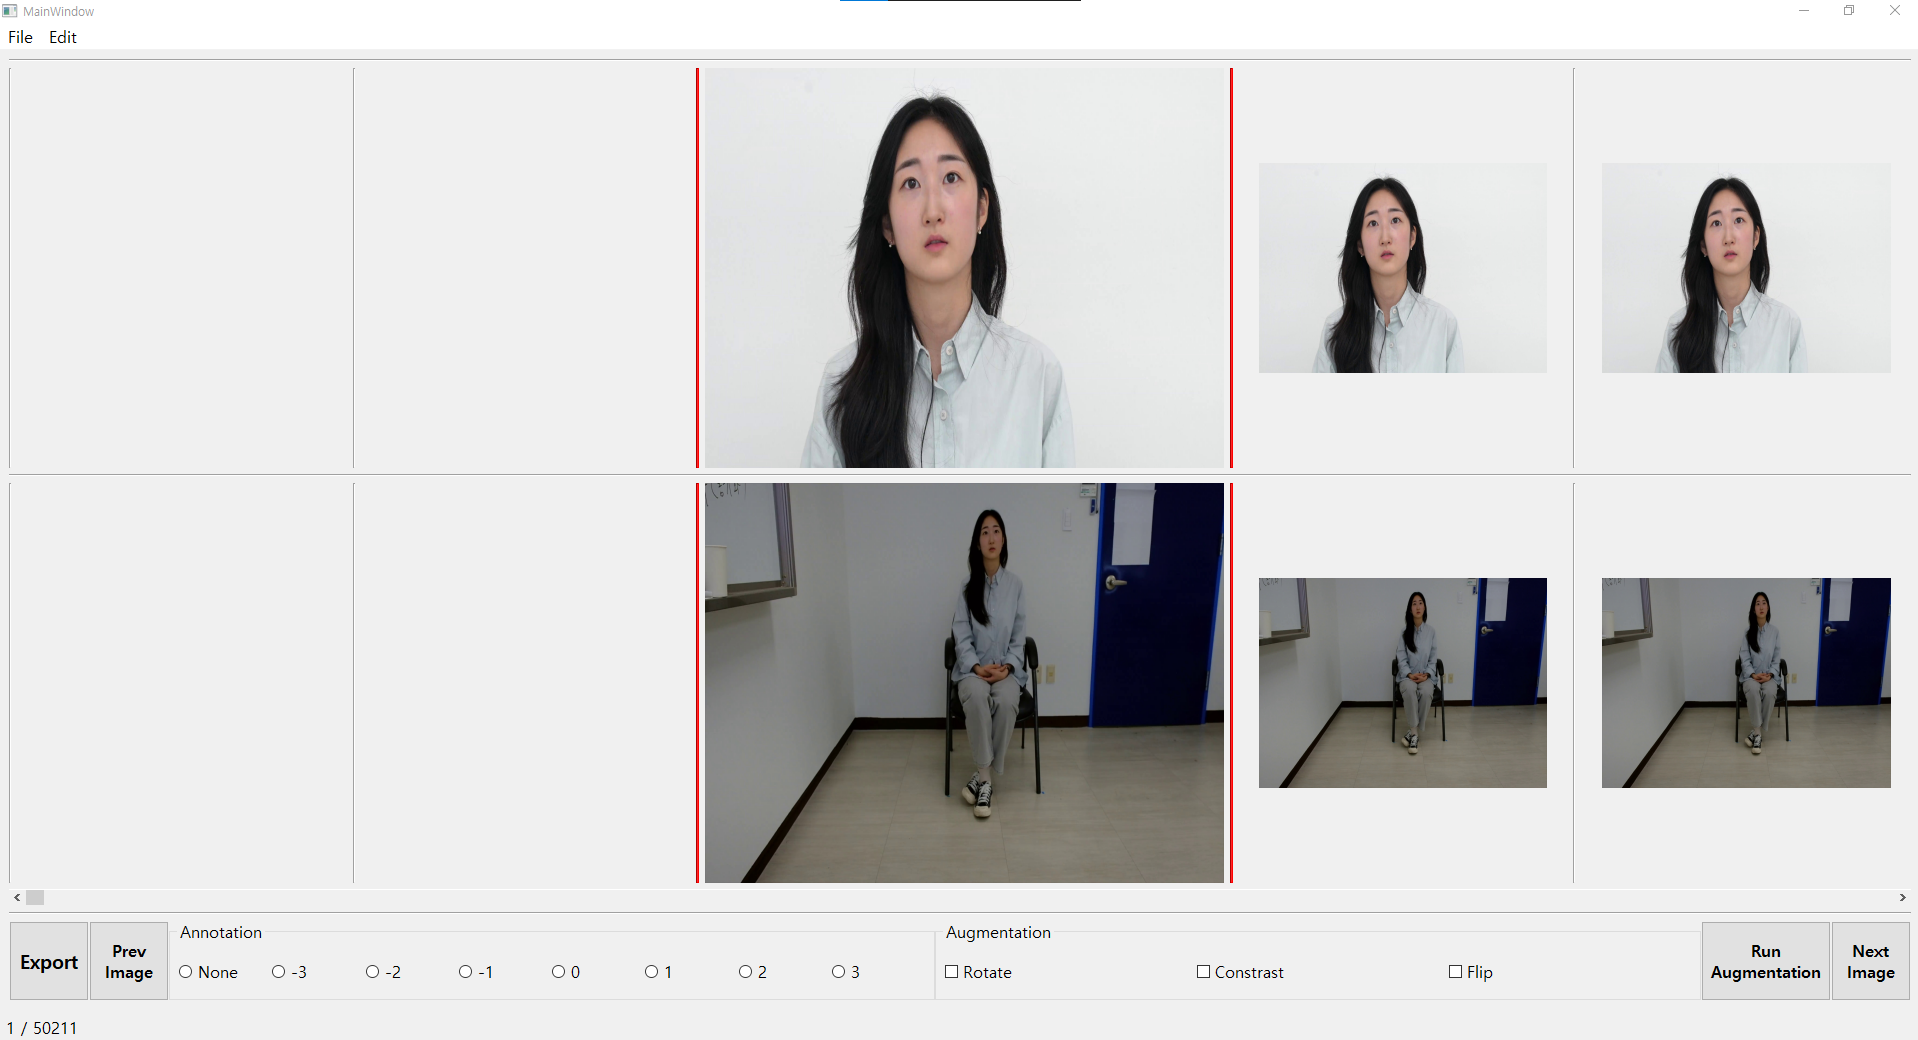 MainWindow
File Edit
Export
Prev
Image
Annotation
None -3 -2 -1 0 1 2 3
Augmentation
Rotate Constrast Flip
Run
Augmentation
Next
Image
1 / 50211